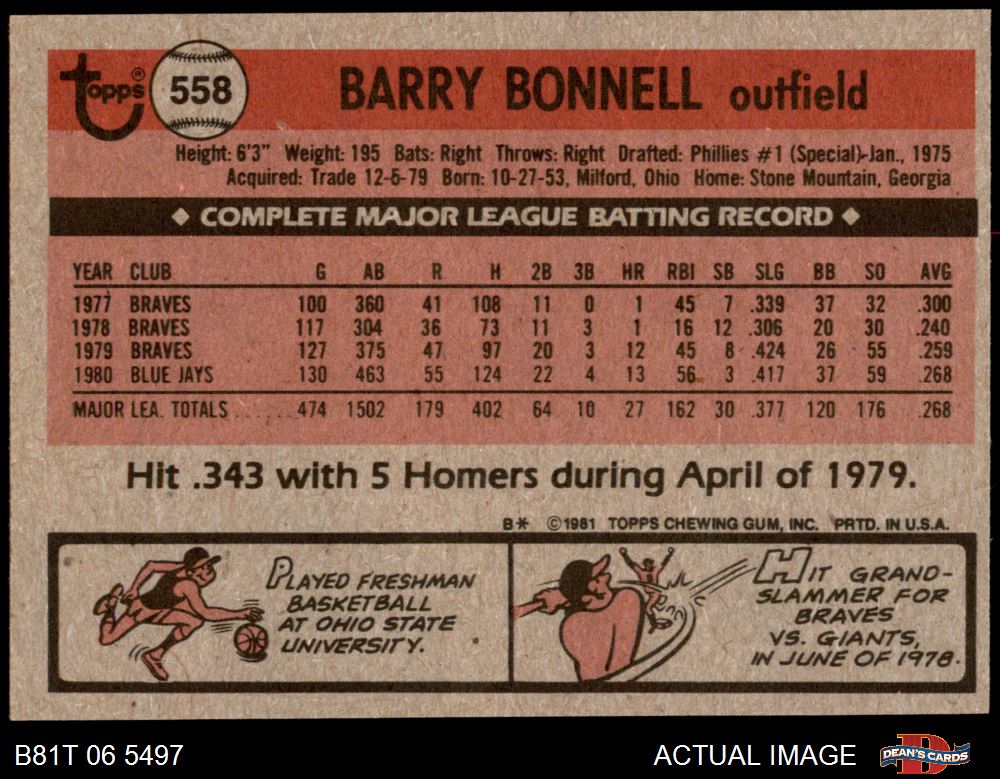 topps® 558 BARRY BONNELL outfield
Height: 6'3" Weight: 195 Bats: Right Throws: Right Drafted: Phillies #1 (Special)-Jan., 1975
Acquired: Trade 12-5-79 Born: 10-27-53, Milford, Ohio Home: Stone Mountain, Georgia
◆ COMPLETE MAJOR LEAGUE BATTING RECORD ◆
YEAR CLUB G AB R H 2B 3B HR RBI SB SLG BB SO AVG
1977 BRAVES 100 360 41 108 11 0 1 45 7 .339 37 32 .300
1978 BRAVES 117 304 36 73 11 3 1 16 12 .306 20 30 .240
1979 BRAVES 127 375 47 97 20 3 12 45 8 .424 26 55 .259
1980 BLUE JAYS 130 463 55 124 22 4 13 56 3 .417 37 59 .268
MAJOR LEA. TOTALS ....... 474 1502 179 402 64 10 27 162 30 .377 120 176 .268
Hit .343 with 5 Homers during April of 1979.
B* ©1981 TOPPS CHEWING GUM, INC. PRTD. IN U.S.A.
PLAYED FRESHMAN
BASKETBALL
AT OHIO STATE
UNIVERSITY.
HIT GRAND-
SLAMMER FOR
BRAVES
VS. GIANTS,
IN JUNE OF 1978.
B81T 06 5497 ACTUAL IMAGE DEAN'S CARDS